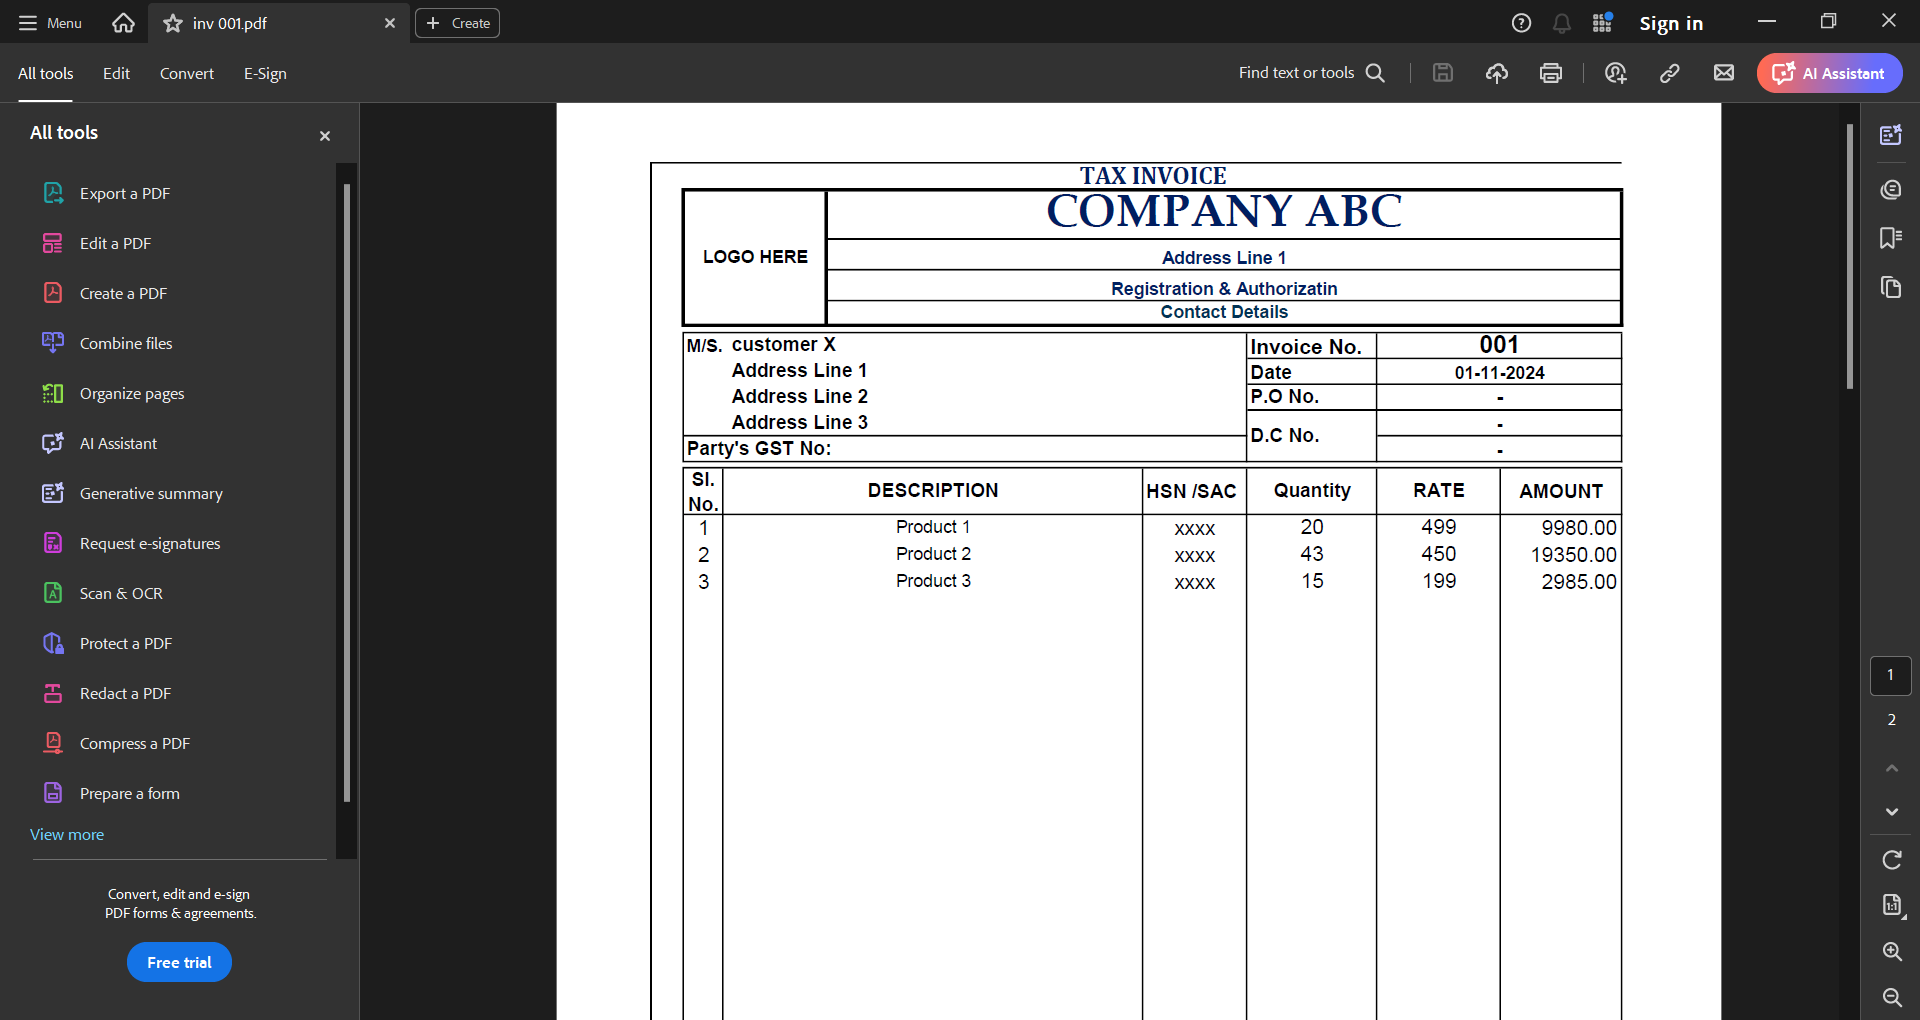 Menu
inv 001.pdf
Create
Sign in
All tools Edit Convert E-Sign
Find text or tools
AI Assistant
All tools
Export a PDF
Edit a PDF
Create a PDF
Combine files
Organize pages
AI Assistant
Generative summary
Request e-signatures
Scan & OCR
Protect a PDF
Redact a PDF
Compress a PDF
Prepare a form
View more
Convert, edit and e-sign
PDF forms & agreements.
Free trial
TAX INVOICE
LOGO HERE
COMPANY ABC
Address Line 1
Registration & Authorizatin
Contact Details
M/S. customer X
Address Line 1
Address Line 2
Address Line 3
Party's GST No:
Invoice No. 001
Date 01-11-2024
P.O No. -
D.C No. -
-
Sl. No. DESCRIPTION HSN /SAC Quantity RATE AMOUNT
1 Product 1 xxxx 20 499 9980.00
2 Product 2 xxxx 43 450 19350.00
3 Product 3 xxxx 15 199 2985.00
1
2
1:1